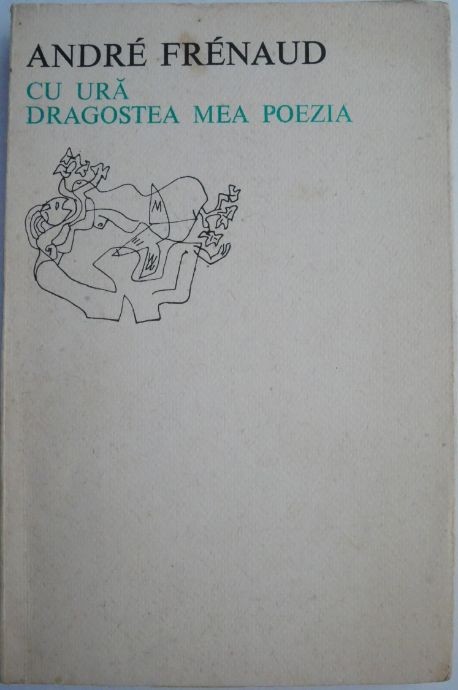 ANDRÉ FRÉNAUD
CU URĂ
DRAGOSTEA MEA POEZIA
M